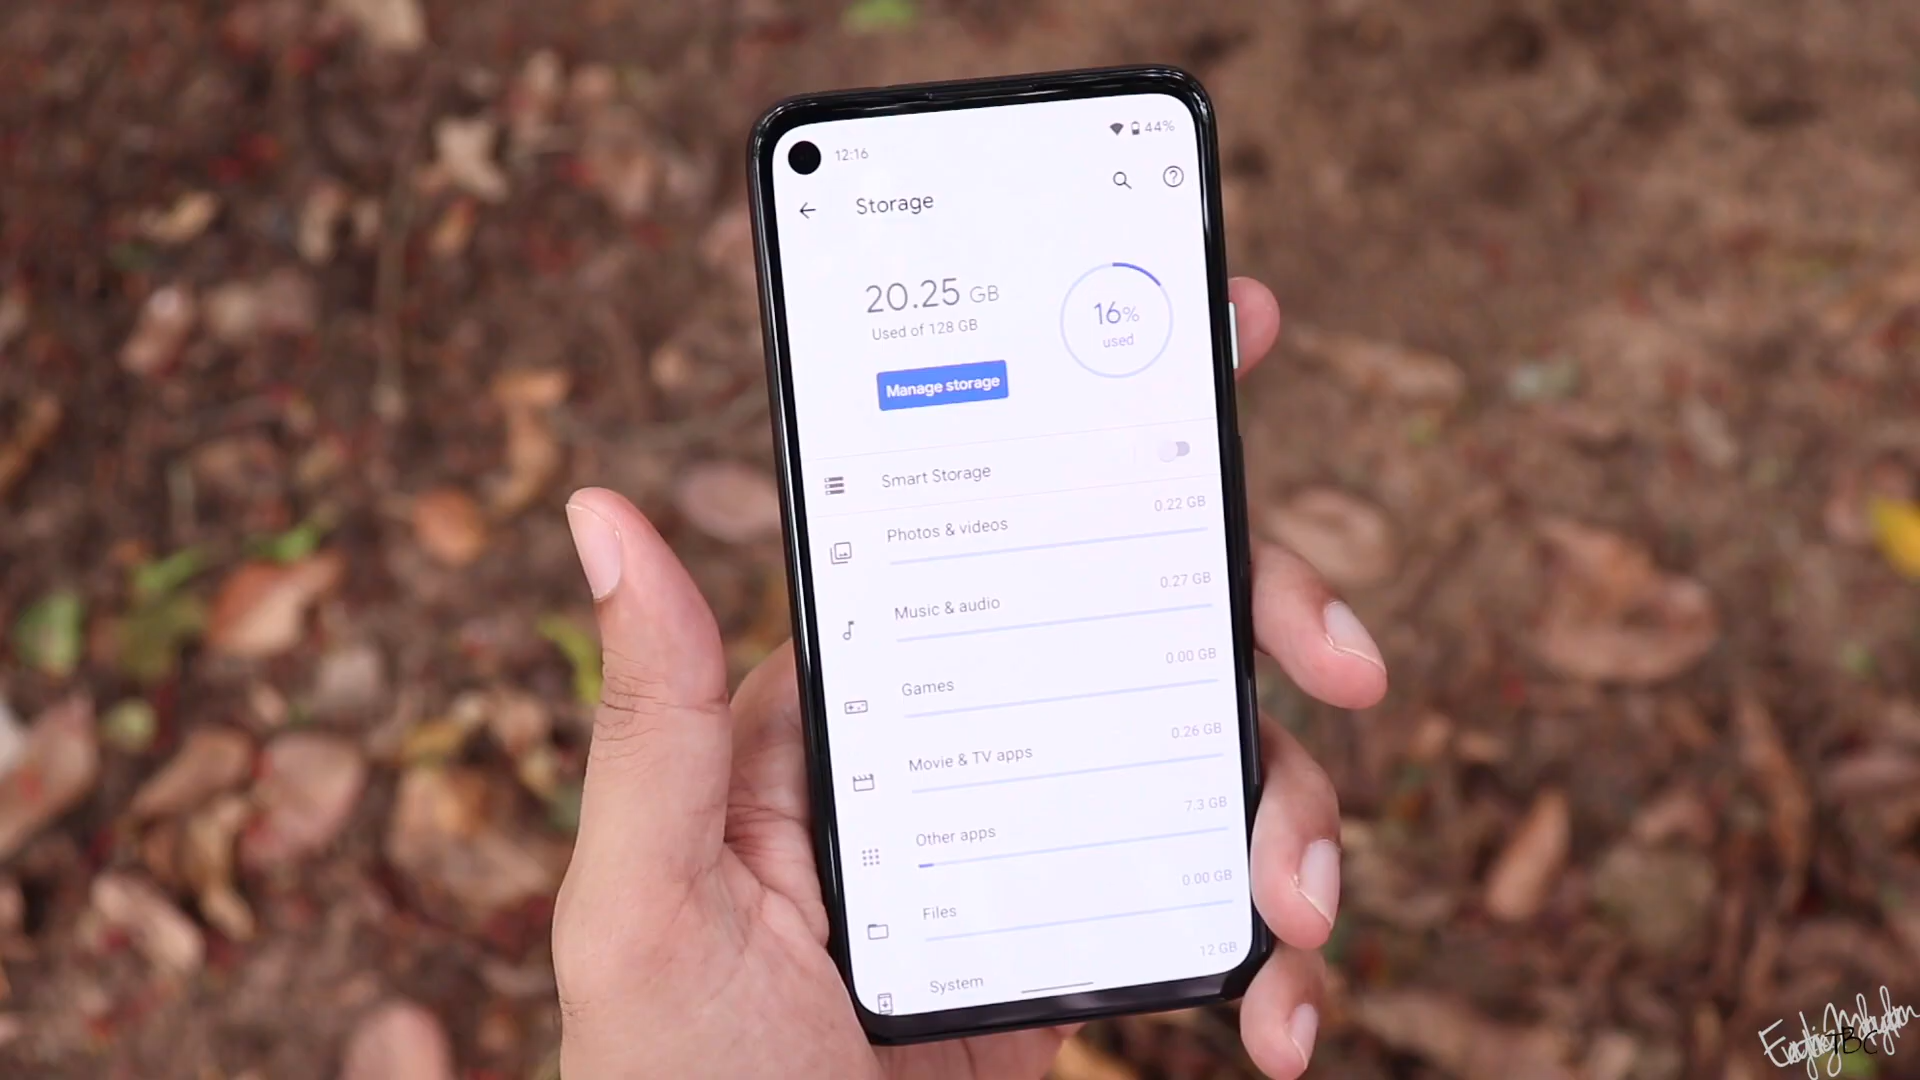 12:16
44%
Storage
20.25 GB
Used of 128 GB
16%
used
Manage storage
Smart Storage
Photos & videos
0.22 GB
Music & audio
0.27 GB
Games
0.00 GB
Movie & TV apps
0.26 GB
Other apps
7.3 GB
Files
0.00 GB
System
12 GB
TBC